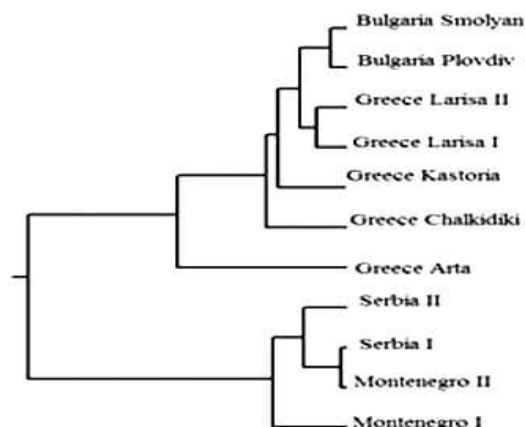 Bulgaria Smolyan
Bulgaria Plovdiv
Greece Larisa II
Greece Larisa I
Greece Kastoria
Greece Chalkidiki
Greece Arta
Serbia II
Serbia I
Montenegro II
Montenegro I